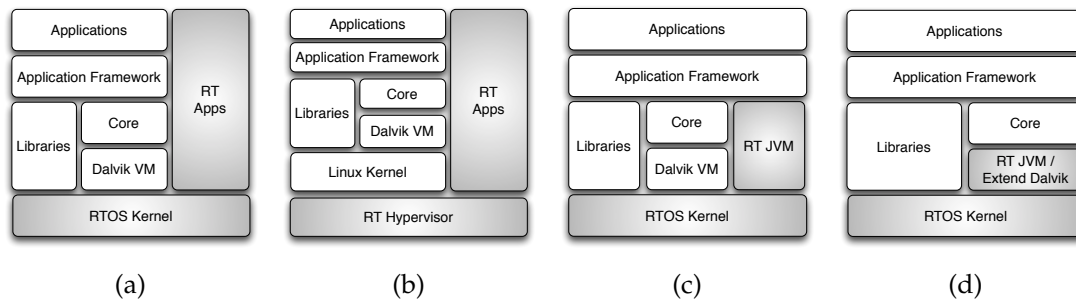 Applications
Application Framework
Libraries
Core
Dalvik VM
RT
Apps
RTOS Kernel
(a)
Applications
Application Framework
Libraries
Core
Dalvik VM
Linux Kernel
RT
Apps
RT Hypervisor
(b)
Applications
Application Framework
Libraries
Core
Dalvik VM
RT JVM
RTOS Kernel
(c)
Applications
Application Framework
Libraries
Core
RT JVM /
Extend Dalvik
RTOS Kernel
(d)